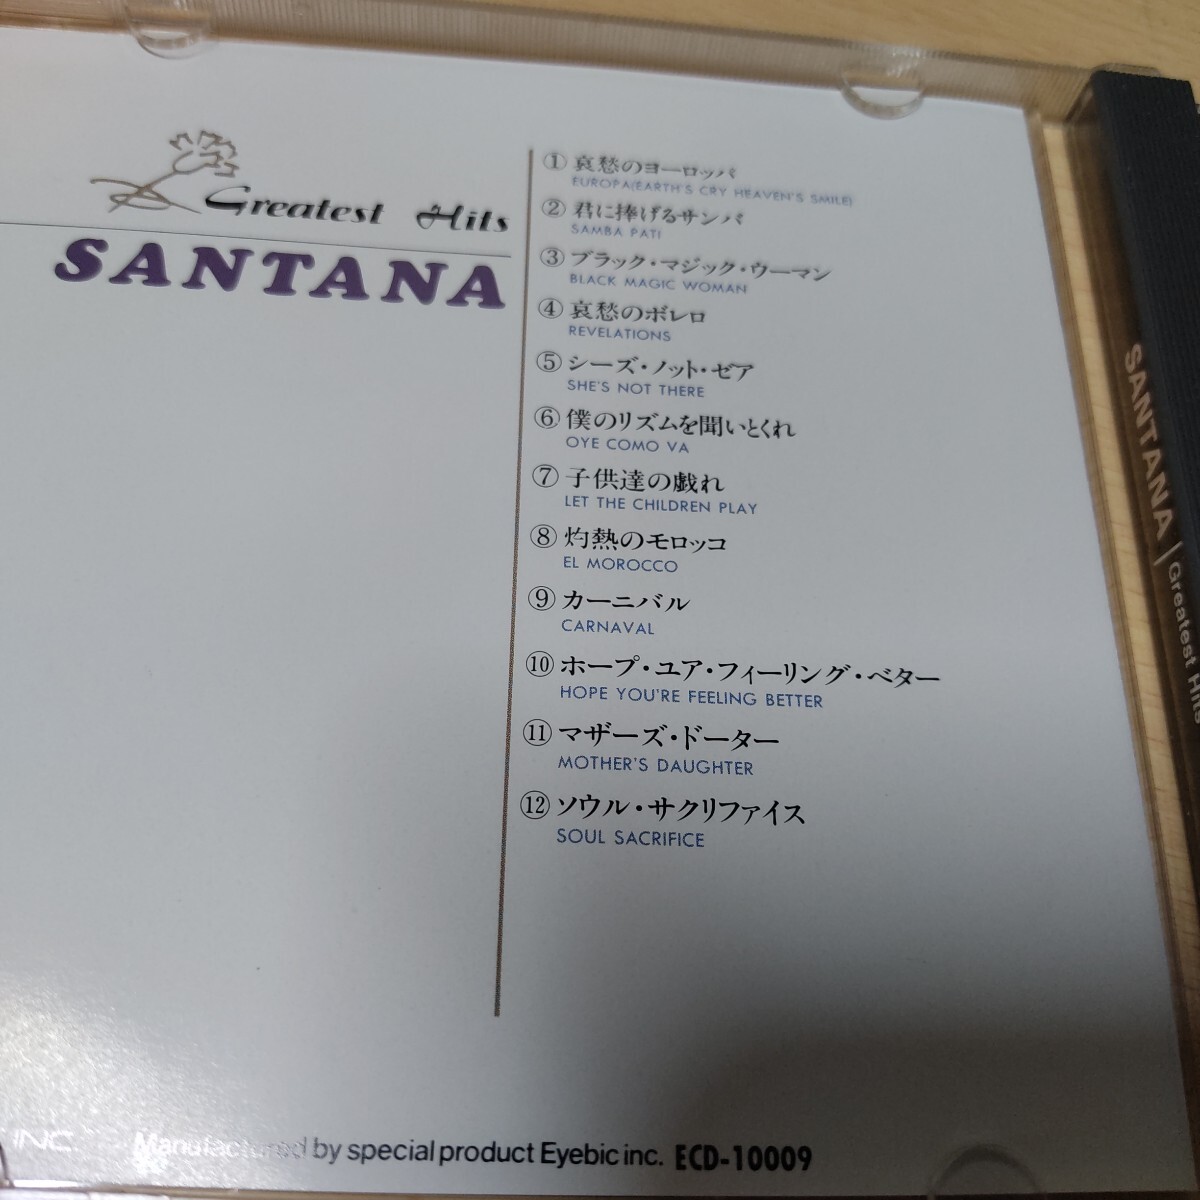 Greatest Hits
SANTANA
① 哀愁のヨーロッパ
EUROPA(EARTH'S CRY HEAVEN'S SMILE)
② 君に捧げるサンバ
SAMBA PATI
③ ブラック・マジック・ウーマン
BLACK MAGIC WOMAN
④ 哀愁のボレロ
REVELATIONS
⑤ シーズ・ノット・ゼア
SHE'S NOT THERE
⑥ 僕のリズムを聞いとくれ
OYE COMO VA
⑦ 子供達の戯れ
LET THE CHILDREN PLAY
⑧ 灼熱のモロッコ
EL MOROCCO
⑨ カーニバル
CARNAVAL
⑩ ホープ・ユア・フィーリング・ベター
HOPE YOU'RE FEELING BETTER
⑪ マザーズ・ドーター
MOTHER'S DAUGHTER
⑫ ソウル・サクリファイス
SOUL SACRIFICE
INC. Manufactured by special product Eyebic inc. ECD-10009
SANTANA | Greatest Hits